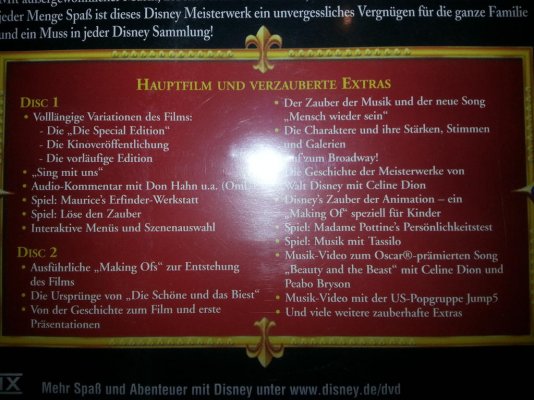 jeder Menge Spaß ist dieses Disney Meisterwerk ein unvergessliches Vergnügen für die ganze Familie
und ein Muss in jeder Disney Sammlung!
HAUPTFILM UND VERZAUBERTE EXTRAS
DISC 1
• Volllängige Variationen des Films:
- Die „Die Special Edition“
- Die Kinoveröffentlichung
- Die vorläufige Edition
• „Sing mit uns“
• Audio-Kommentar mit Don Hahn u.a.
• Spiel: Maurice's Erfinder-Werkstatt
• Spiel: Löse den Zauber
• Interaktive Menüs und Szenenauswahl
DISC 2
• Ausführliche „Making Ofs“ zur Entstehung
des Films
• Die Ursprünge von „Die Schöne und das Biest“
• Von der Geschichte zum Film und erste
Präsentationen
• Der Zauber der Musik und der neue Song
„Mensch wieder sein“
• Die Charaktere und ihre Stärken, Stimmen
und Galerien
zum Broadway!
Die Geschichte der Meisterwerke von
Walt Disney mit Celine Dion
• Disney's Zauber der Animation – ein
„Making Of“ speziell für Kinder
• Spiel: Madame Pottine's Persönlichkeitstest
• Spiel: Musik mit Tassilo
• Musik-Video zum Oscar®-prämierten Song
„Beauty and the Beast“ mit Celine Dion und
Peabo Bryson
• Musik-Video mit der US-Popgruppe Jump5
• Und viele weitere zauberhafte Extras
Mehr Spaß und Abenteuer mit Disney unter www.disney.de/dvd